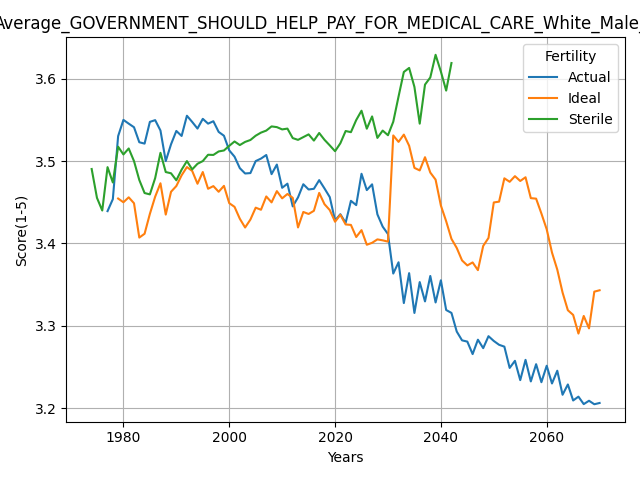 Average_GOVERNMENT_SHOULD_HELP_PAY_FOR_MEDICAL_CARE_White_Male_
Fertility
Actual
Ideal
Sterile
Score(1-5)
3.6
3.5
3.4
3.3
3.2
1980 2000 2020 2040 2060
Years